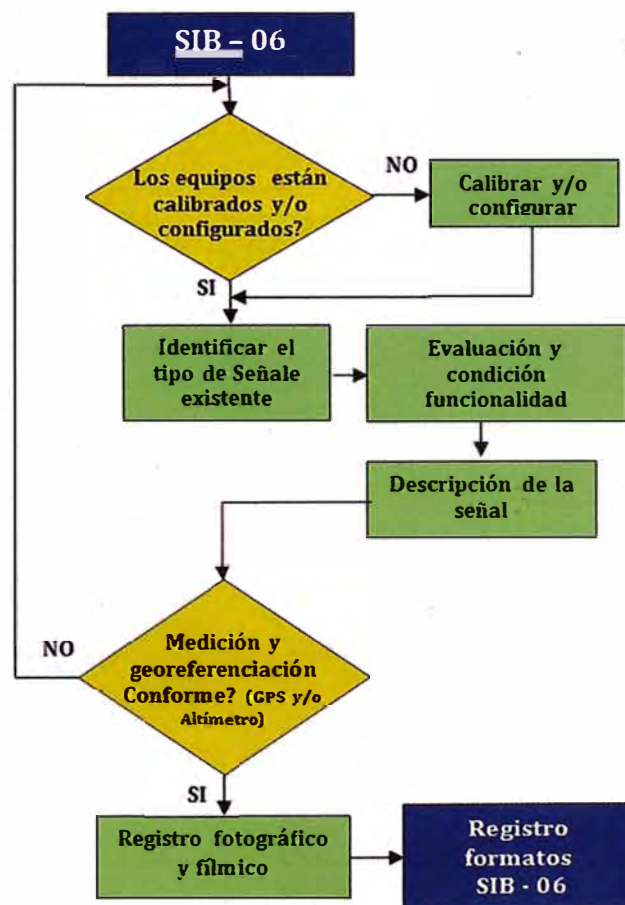 SIB – 06
Los equipos están
calibrados y/o
configurados?
NO
Calibrar y/o
configurar
SI
Identificar el
tipo de Señale
existente
Evaluación y
condición
funcionalidad
Descripción de la
señal
NO
Medición y
georeferenciación
Conforme? (GPS y/o
Altímetro)
SI
Registro fotográfico
y fílmico
Registro
formatos
SIB - 06